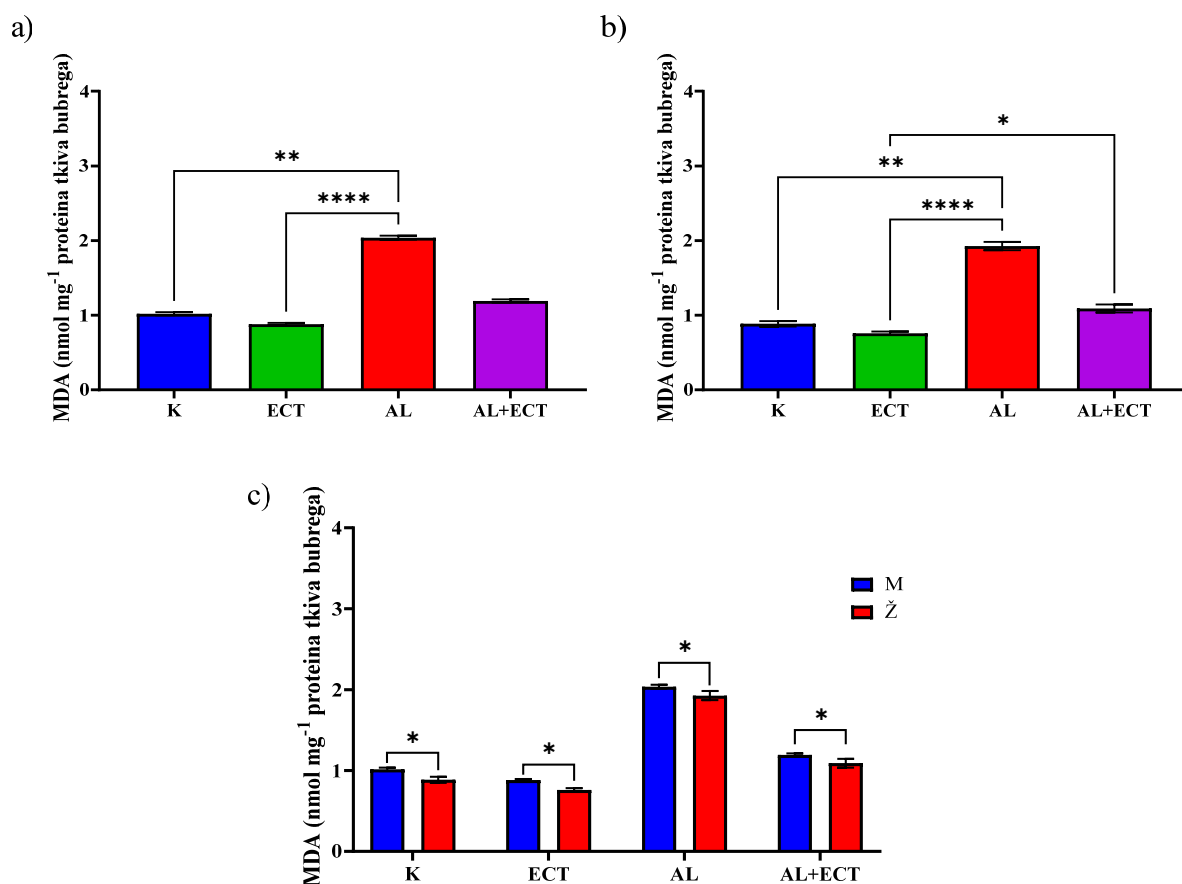 a)
MDA (nmol mg⁻¹ proteina tkiva bubrega)
4
3
2
1
0
**
****
K ECT AL AL+ECT
b)
MDA (nmol mg⁻¹ proteina tkiva bubrega)
4
3
2
1
0
*
**
****
K ECT AL AL+ECT
c)
MDA (nmol mg⁻¹ proteina tkiva bubrega)
4
3
2
1
0
* * * *
K ECT AL AL+ECT
M
Ž